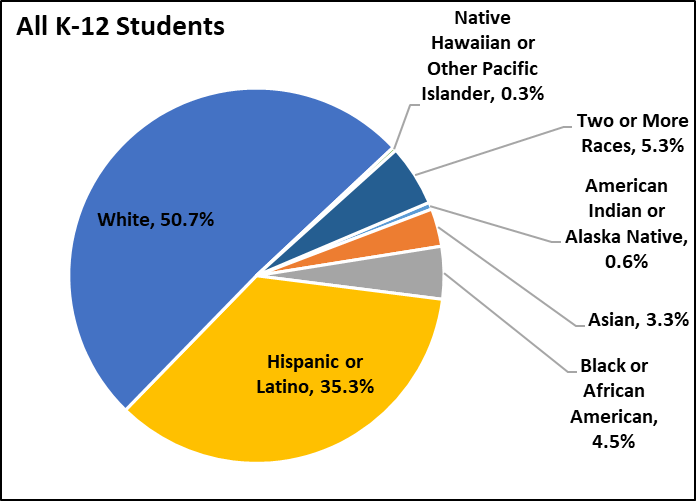 All K-12 Students
Native
Hawaiian or
Other Pacific
Islander, 0.3%
Two or More
Races, 5.3%
American
Indian or
Alaska Native,
0.6%
Asian, 3.3%
Black or
African
American,
4.5%
Hispanic or
Latino, 35.3%
White, 50.7%